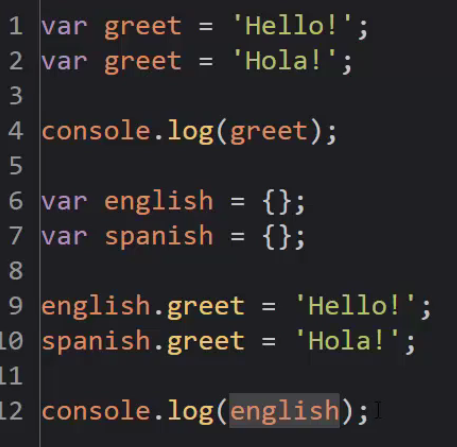 1 var greet = 'Hello!';
2 var greet = 'Hola!';
3
4 console.log(greet);
5
6 var english = {};
7 var spanish = {};
8
9 english.greet = 'Hello!';
10 spanish.greet = 'Hola!';
11
12 console.log(english);